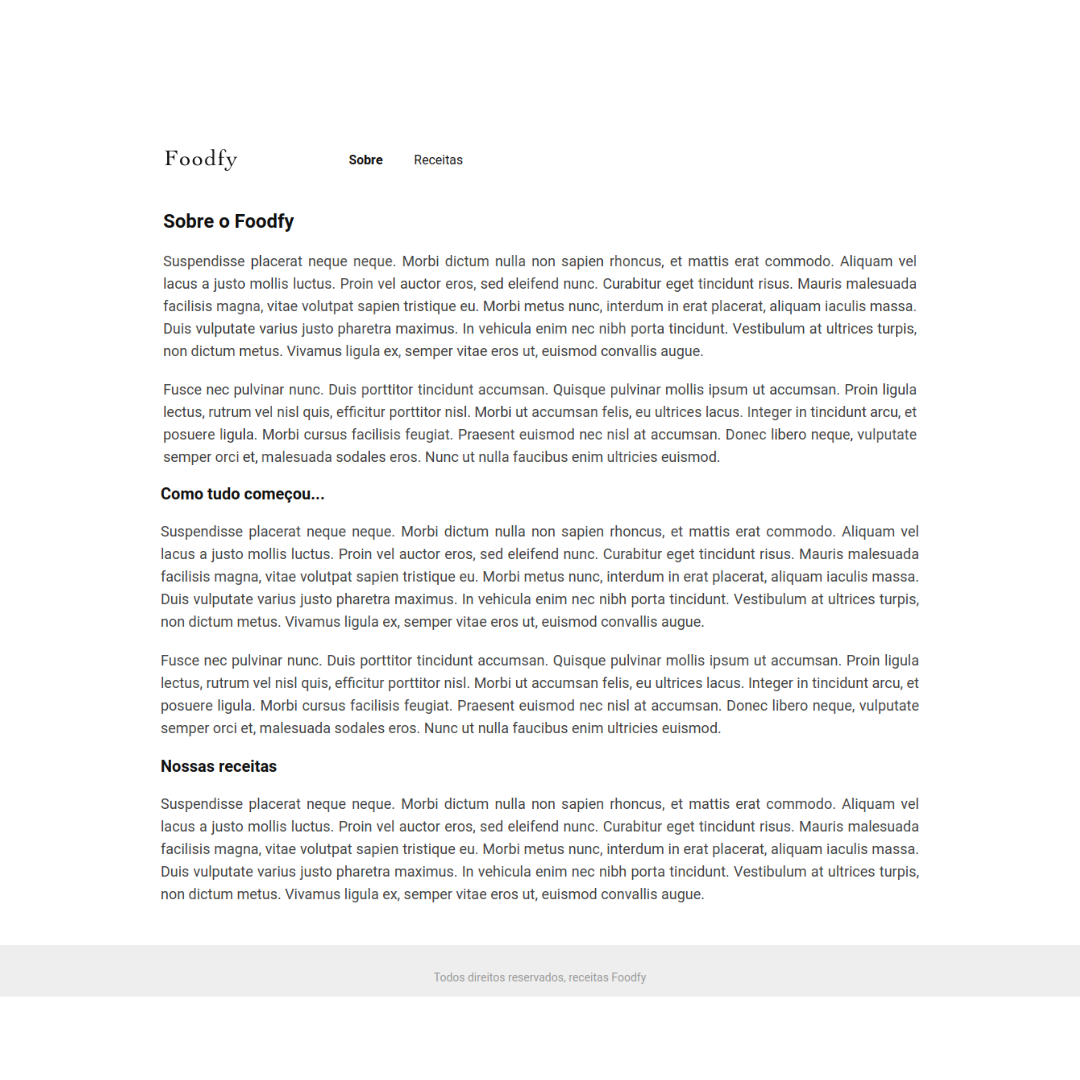 Foodfy Sobre Receitas
Sobre o Foodfy
Suspendisse placerat neque neque. Morbi dictum nulla non sapien rhoncus, et mattis erat commodo. Aliquam vel
lacus a justo mollis luctus. Proin vel auctor eros, sed eleifend nunc. Curabitur eget tincidunt risus. Mauris malesuada
facilisis magna, vitae volutpat sapien tristique eu. Morbi metus nunc, interdum in erat placerat, aliquam iaculis massa.
Duis vulputate varius justo pharetra maximus. In vehicula enim nec nibh porta tincidunt. Vestibulum at ultrices turpis,
non dictum metus. Vivamus ligula ex, semper vitae eros ut, euismod convallis augue.
Fusce nec pulvinar nunc. Duis porttitor tincidunt accumsan. Quisque pulvinar mollis ipsum ut accumsan. Proin ligula
lectus, rutrum vel nisl quis, efficitur porttitor nisl. Morbi ut accumsan felis, eu ultrices lacus. Integer in tincidunt arcu, et
posuere ligula. Morbi cursus facilisis feugiat. Praesent euismod nec nisl at accumsan. Donec libero neque, vulputate
semper orci et, malesuada sodales eros. Nunc ut nulla faucibus enim ultricies euismod.
Como tudo começou...
Suspendisse placerat neque neque. Morbi dictum nulla non sapien rhoncus, et mattis erat commodo. Aliquam vel
lacus a justo mollis luctus. Proin vel auctor eros, sed eleifend nunc. Curabitur eget tincidunt risus. Mauris malesuada
facilisis magna, vitae volutpat sapien tristique eu. Morbi metus nunc, interdum in erat placerat, aliquam iaculis massa.
Duis vulputate varius justo pharetra maximus. In vehicula enim nec nibh porta tincidunt. Vestibulum at ultrices turpis,
non dictum metus. Vivamus ligula ex, semper vitae eros ut, euismod convallis augue.
Fusce nec pulvinar nunc. Duis porttitor tincidunt accumsan. Quisque pulvinar mollis ipsum ut accumsan. Proin ligula
lectus, rutrum vel nisl quis, efficitur porttitor nisl. Morbi ut accumsan felis, eu ultrices lacus. Integer in tincidunt arcu, et
posuere ligula. Morbi cursus facilisis feugiat. Praesent euismod nec nisl at accumsan. Donec libero neque, vulputate
semper orci et, malesuada sodales eros. Nunc ut nulla faucibus enim ultricies euismod.
Nossas receitas
Suspendisse placerat neque neque. Morbi dictum nulla non sapien rhoncus, et mattis erat commodo. Aliquam vel
lacus a justo mollis luctus. Proin vel auctor eros, sed eleifend nunc. Curabitur eget tincidunt risus. Mauris malesuada
facilisis magna, vitae volutpat sapien tristique eu. Morbi metus nunc, interdum in erat placerat, aliquam iaculis massa.
Duis vulputate varius justo pharetra maximus. In vehicula enim nec nibh porta tincidunt. Vestibulum at ultrices turpis,
non dictum metus. Vivamus ligula ex, semper vitae eros ut, euismod convallis augue.
Todos direitos reservados, receitas Foodfy